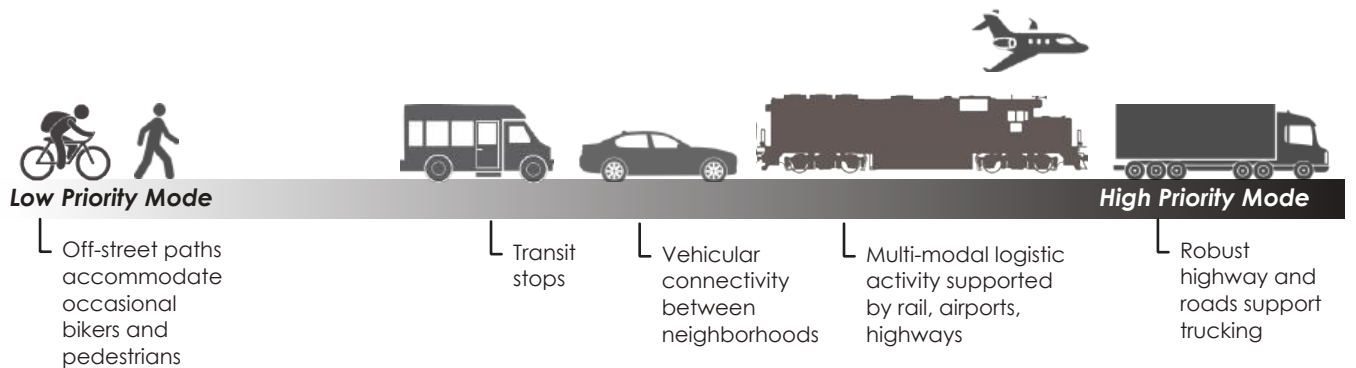 Low Priority Mode
High Priority Mode
Off-street paths
accommodate
occasional
bikers and
pedestrians
Transit
stops
Vehicular
connectivity
between
neighborhoods
Multi-modal logistic
activity supported
by rail, airports,
highways
Robust
highway and
roads support
trucking